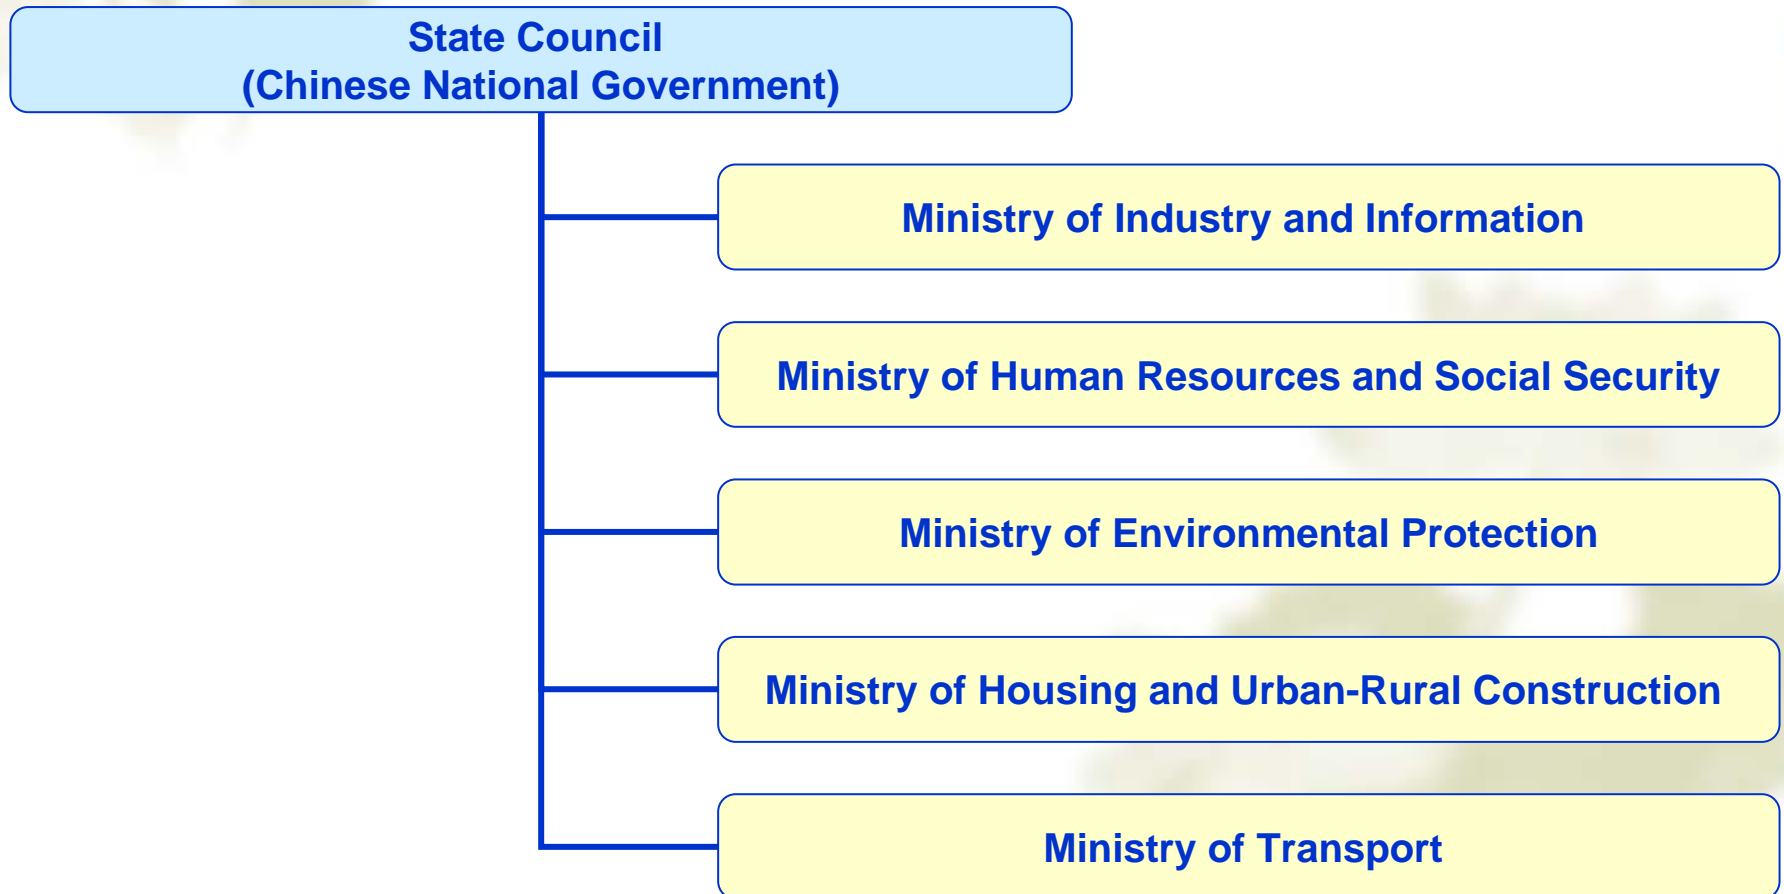 State Council
(Chinese National Government)
Ministry of Industry and Information
Ministry of Human Resources and Social Security
Ministry of Environmental Protection
Ministry of Housing and Urban-Rural Construction
Ministry of Transport